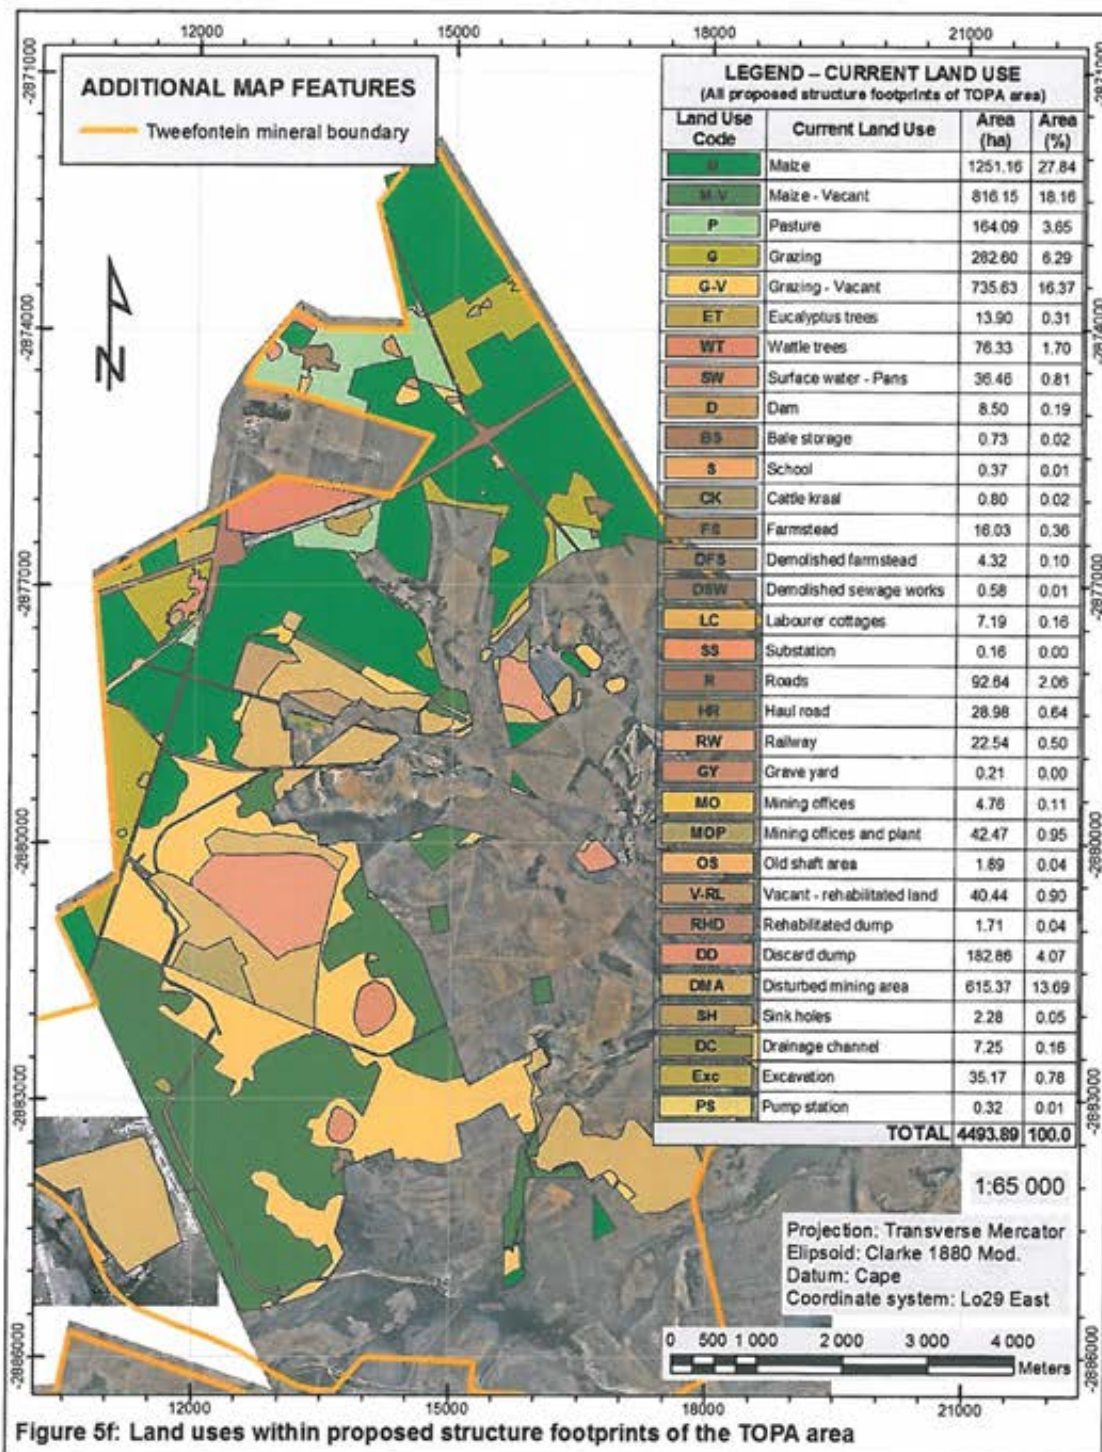 12000 15000 18000 21000
-2871000 -2871000
ADDITIONAL MAP FEATURES
Tweefontein mineral boundary
N
LEGEND – CURRENT LAND USE
(All proposed structure footprints of TOPA area)
Land Use Code Current Land Use Area (ha) Area (%)
M Maize 1251.16 27.84
M-V Maize - Vacant 816.15 18.16
P Pasture 164.09 3.65
G Grazing 282.60 6.29
G-V Grazing - Vacant 735.63 16.37
ET Eucalyptus trees 13.90 0.31
WT Wattle trees 76.33 1.70
SW Surface water - Pans 36.46 0.81
D Dam 8.50 0.19
BS Bale storage 0.73 0.02
S School 0.37 0.01
CK Cattle kraal 0.80 0.02
FS Farmstead 16.03 0.36
DFS Demolished farmstead 4.32 0.10
DSW Demolished sewage works 0.58 0.01
LC Labourer cottages 7.19 0.16
SS Substation 0.16 0.00
R Roads 92.64 2.06
HR Haul road 28.98 0.64
RW Railway 22.54 0.50
GY Grave yard 0.21 0.00
MO Mining offices 4.76 0.11
MOP Mining offices and plant 42.47 0.95
OS Old shaft area 1.89 0.04
V-RL Vacant - rehabilitated land 40.44 0.90
RHD Rehabilitated dump 1.71 0.04
DD Discard dump 182.86 4.07
DMA Disturbed mining area 615.37 13.69
SH Sink holes 2.28 0.05
DC Drainage channel 7.25 0.16
Exc Excavation 35.17 0.78
PS Pump station 0.32 0.01
TOTAL 4493.89 100.0
-2874000 -2874000
-2877000 -2877000
-2880000 -2880000
-2883000 -2883000
-2886000 -2886000
1:65 000
Projection: Transverse Mercator
Elipsoid: Clarke 1880 Mod.
Datum: Cape
Coordinate system: Lo29 East
0 500 1 000 2 000 3 000 4 000
Meters
12000 15000 18000 21000
Figure 5f: Land uses within proposed structure footprints of the TOPA area